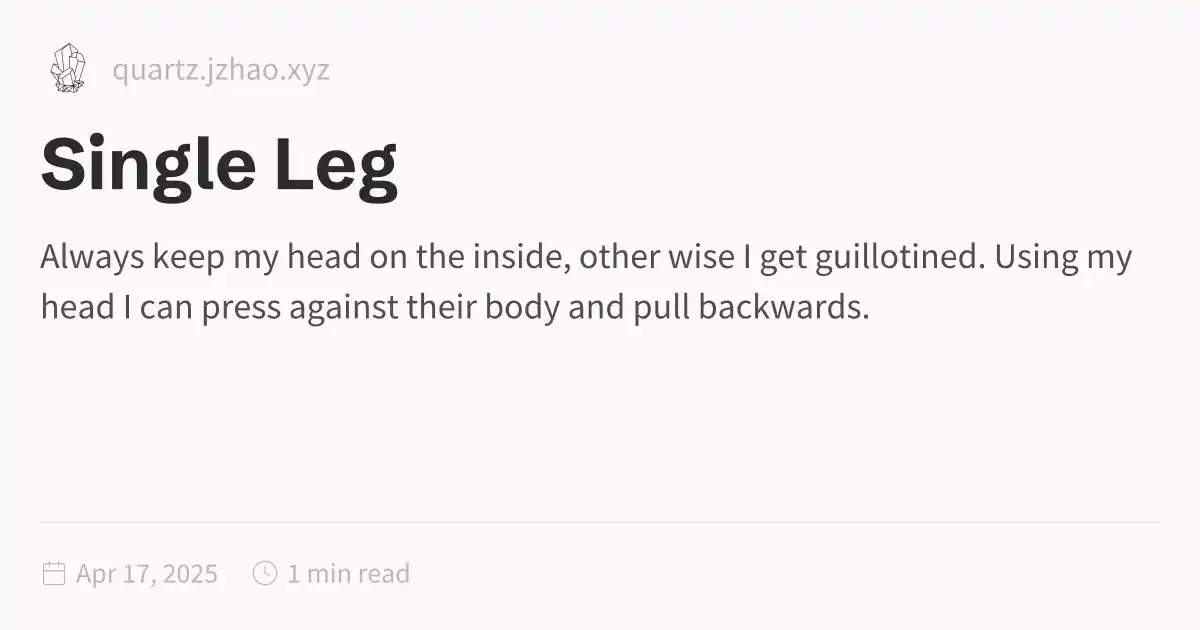 quartz.jzhao.xyz
Single Leg
Always keep my head on the inside, other wise I get guillotined. Using my
head I can press against their body and pull backwards.
Apr 17, 2025 1 min read